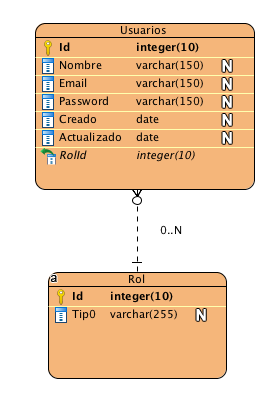 Usuarios
Id integer(10)
Nombre varchar(150) N
Email varchar(150) N
Password varchar(150) N
Creado date N
Actualizado date N
RolId integer(10)
0..N
a Rol
Id integer(10)
Tip0 varchar(255) N